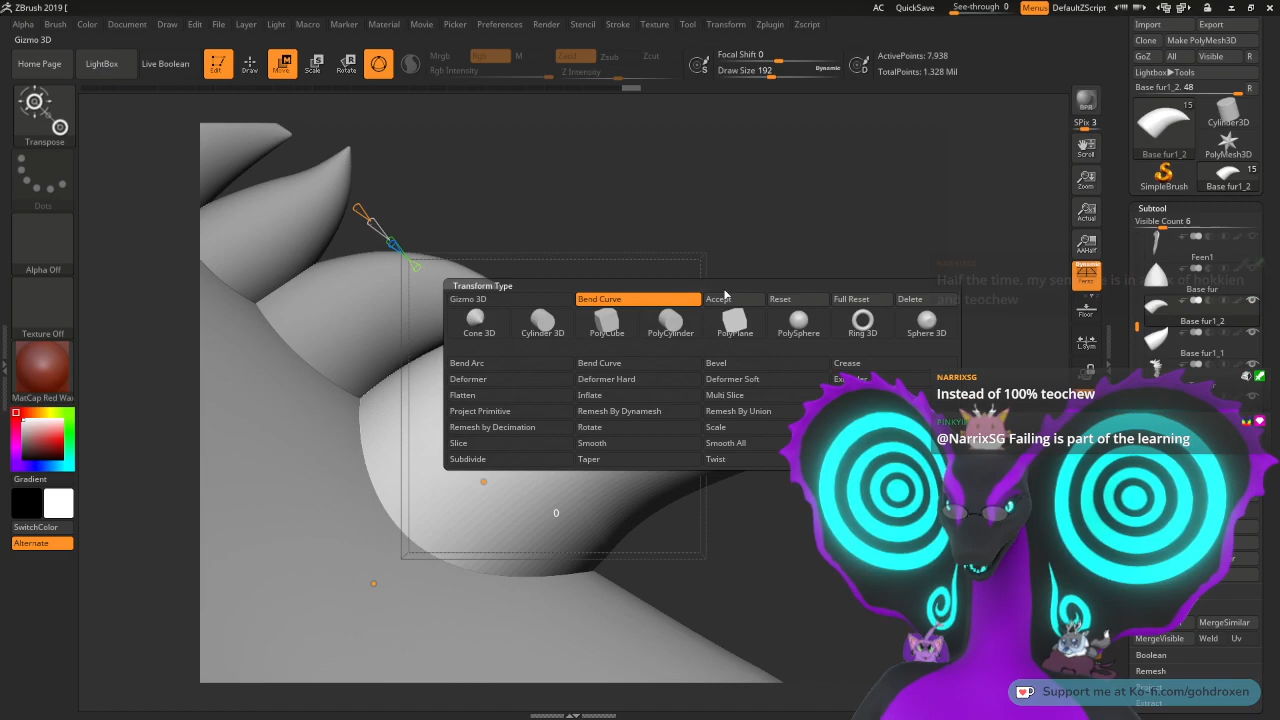 ZBrush 2019 [
AC QuickSave See-through 0 Menus DefaultZScript
Alpha Brush Color Document Draw Edit File Layer Light Macro Marker Material Movie Picker Preferences Render Stencil Stroke Texture Tool Transform Zplugin Zscript
Gizmo 3D
Home Page LightBox Live Boolean Edit Draw Move Scale Rotate
Mrgb Rgb M Zadd Zsub Zcut
Rgb Intensity Z Intensity
Focal Shift 0
Draw Size 192 Dynamic
ActivePoints: 7,938
TotalPoints: 1.328 Mil
Import Export
Clone Make PolyMesh3D
GoZ All Visible R
Lightbox▶Tools
Base fur1_2. 48 R
15
Cylinder3D
Base fur1_2 PolyMesh3D
15
SimpleBrush Base fur1_2
Subtool
Visible Count 6
Feen1
Base fur
Base fur1_2
Base fur1_1
BPR
SPix 3
Scroll
Zoom
Actual
AAHalf
Dynamic
Persp
Floor
L.Sym
Transpose
Dots
Alpha Off
Texture Off
MatCap Red Wax
Gradient
SwitchColor
Alternate
Transform Type
Gizmo 3D Bend Curve Accept Reset Full Reset Delete
Cone 3D Cylinder 3D PolyCube PolyCylinder PolyPlane PolySphere Ring 3D Sphere 3D
Bend Arc Bend Curve Bevel Crease
Deformer Deformer Hard Deformer Soft
Flatten Inflate Multi Slice
Project Primitive Remesh By Dynamesh Remesh By Union
Remesh by Decimation Rotate Scale
Slice Smooth Smooth All
Subdivide Taper Twist
0
and teochew
NARRIXSG
Instead of 100% teochew
@NarrixSG Failing is part of the learning
MergeSimilar
MergeVisible Weld Uv
Boolean
Remesh
Project
Extract
Support me at Ko-fi.com/gohdroxen